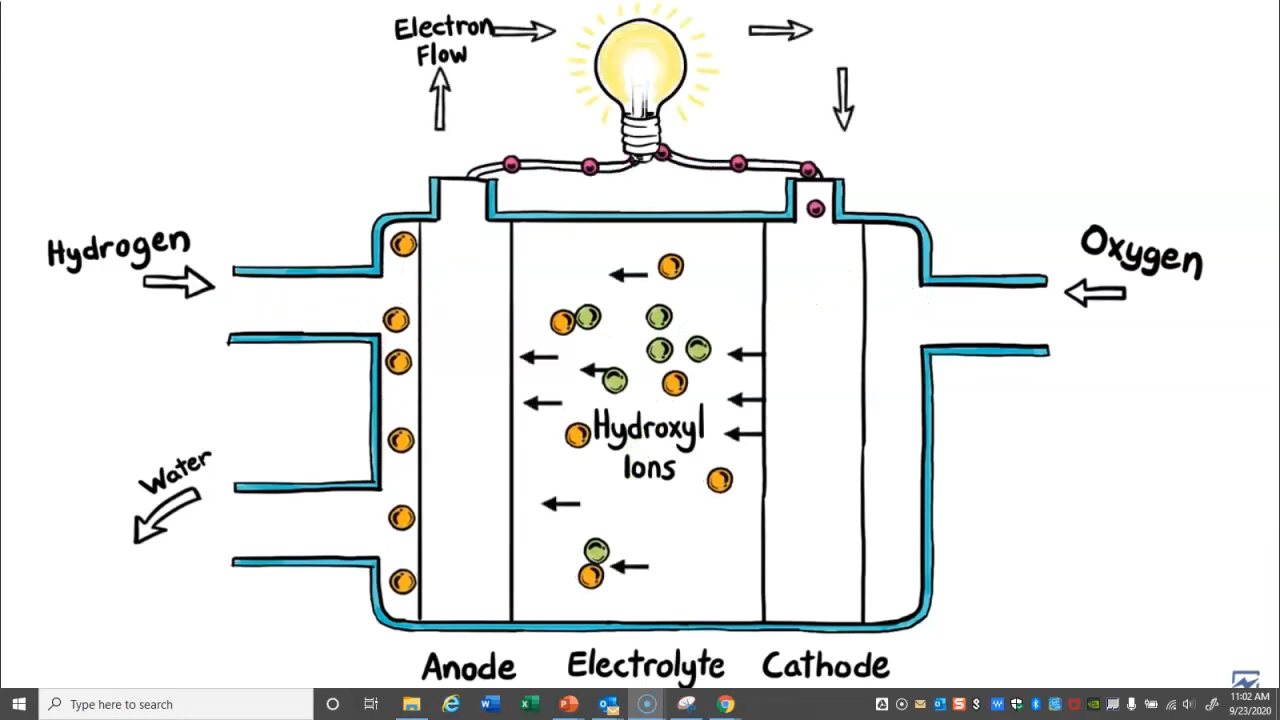 Electron
Flow
Hydrogen
Oxygen
Water
Hydroxyl
Ions
Anode
Electrolyte
Cathode
Type here to search
11:02 AM
9/23/2020